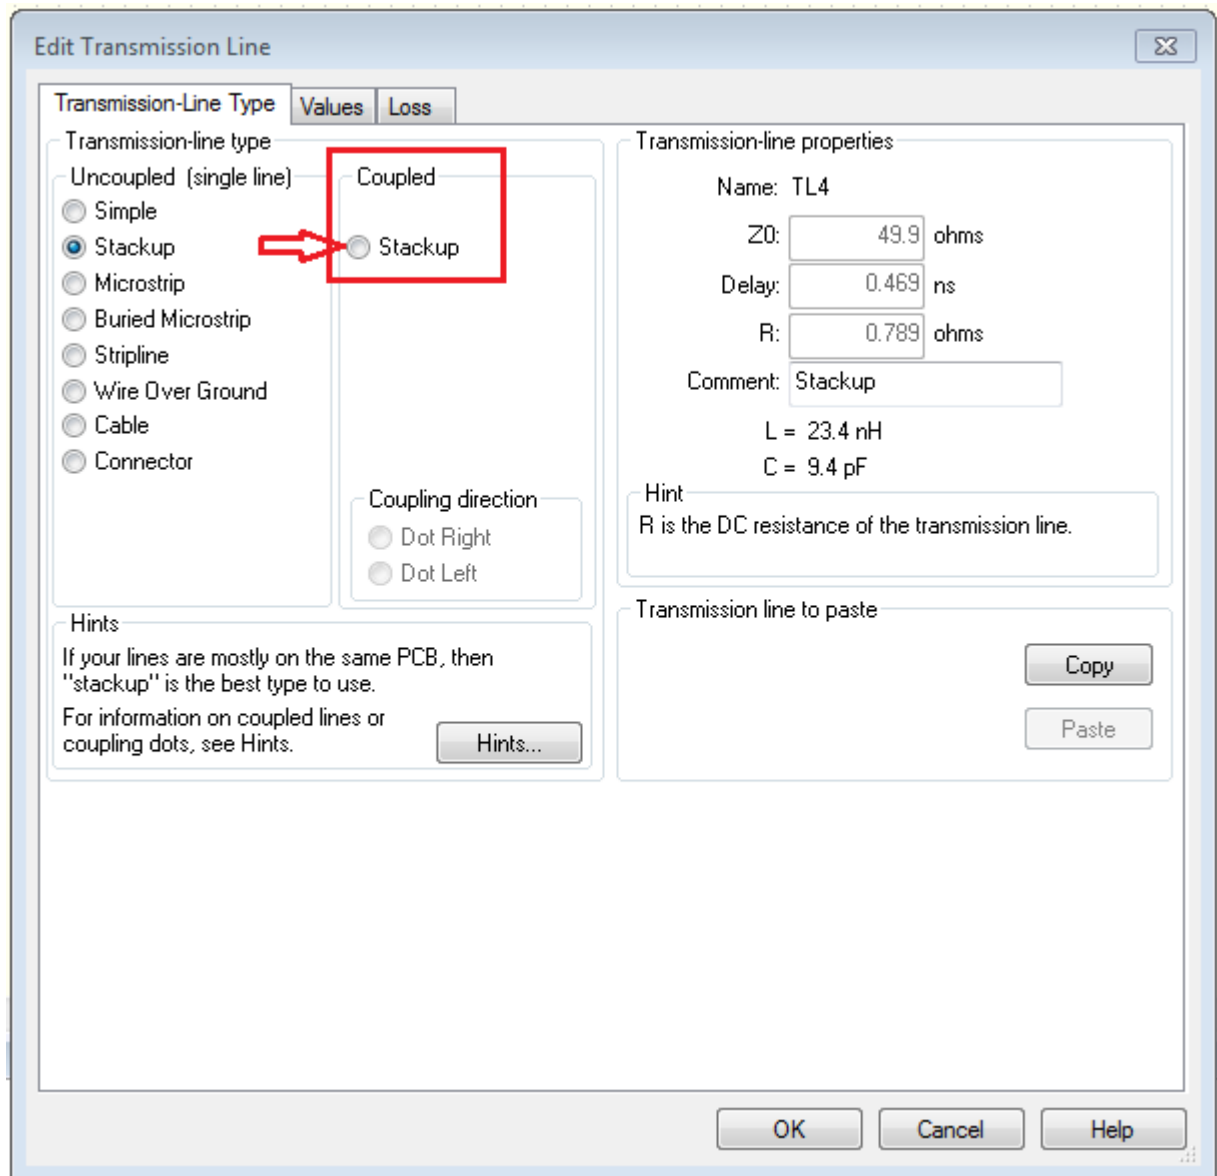 Edit Transmission Line
Transmission-Line Type
Values
Loss
Transmission-line type
Uncoupled (single line)
Simple
Stackup
Microstrip
Buried Microstrip
Stripline
Wire Over Ground
Cable
Connector
Coupled
Stackup
Coupling direction
Dot Right
Dot Left
Hints
If your lines are mostly on the same PCB, then
"stackup" is the best type to use.
For information on coupled lines or
coupling dots, see Hints.
Hints...
Transmission-line properties
Name: TL4
Z0: 49.9 ohms
Delay: 0.469 ns
R: 0.789 ohms
Comment: Stackup
L = 23.4 nH
C = 9.4 pF
Hint
R is the DC resistance of the transmission line.
Transmission line to paste
Copy
Paste
OK
Cancel
Help